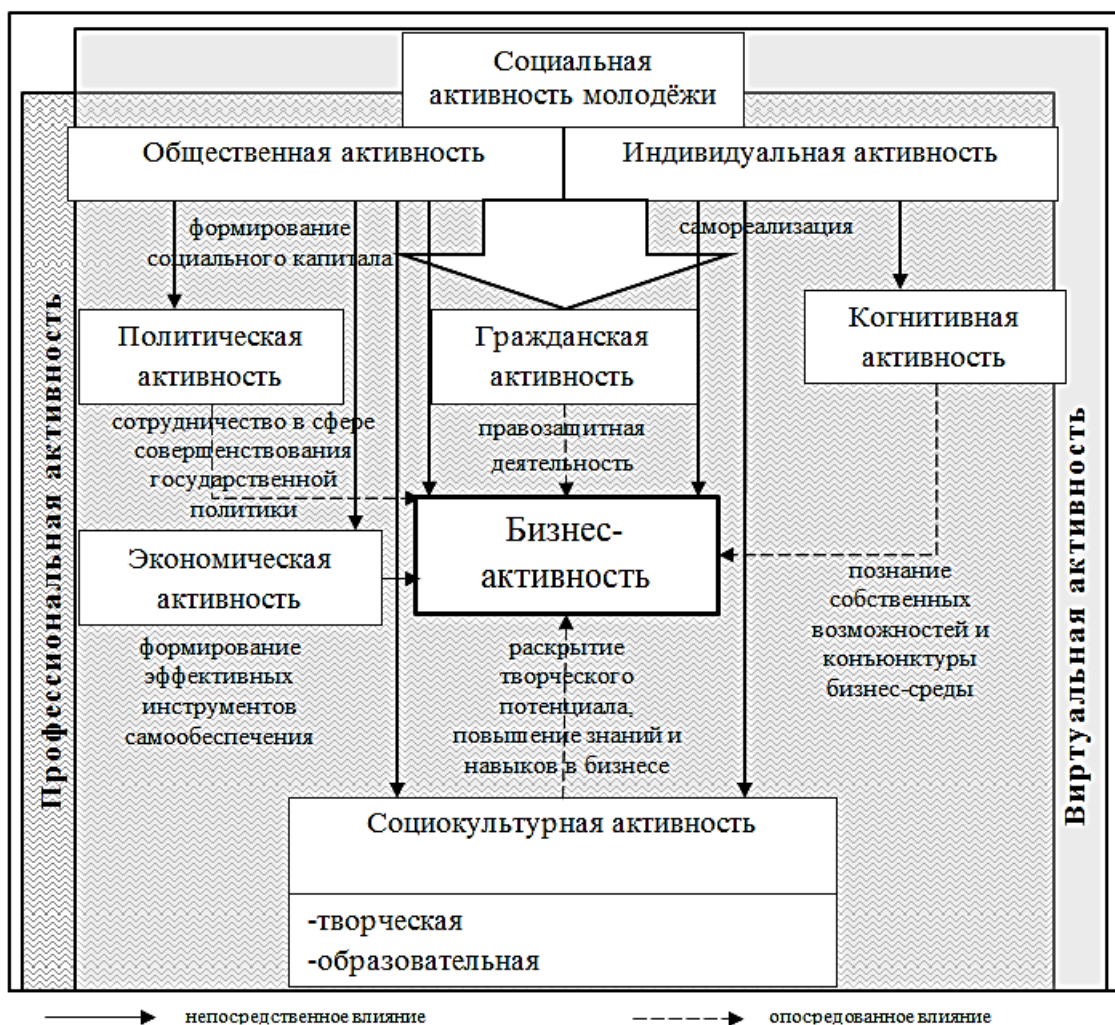 Социальная
активность молодёжи
Общественная активность
Индивидуальная активность
формирование
социального капитала
самореализация
Политическая
активность
Гражданская
активность
Когнитивная
активность
сотрудничество в сфере
совершенствования
государственной
политики
правозащитная
деятельность
Бизнес-
активность
Экономическая
активность
познание
собственных
возможностей и
конъюнктуры
бизнес-среды
формирование
эффективных
инструментов
самообеспечения
раскрытие
творческого
потенциала,
повышение знаний и
навыков в бизнесе
Социокультурная активность
-творческая
-образовательная
Профессиональная активность
Виртуальная активность
непосредственное влияние
опосредованное влияние